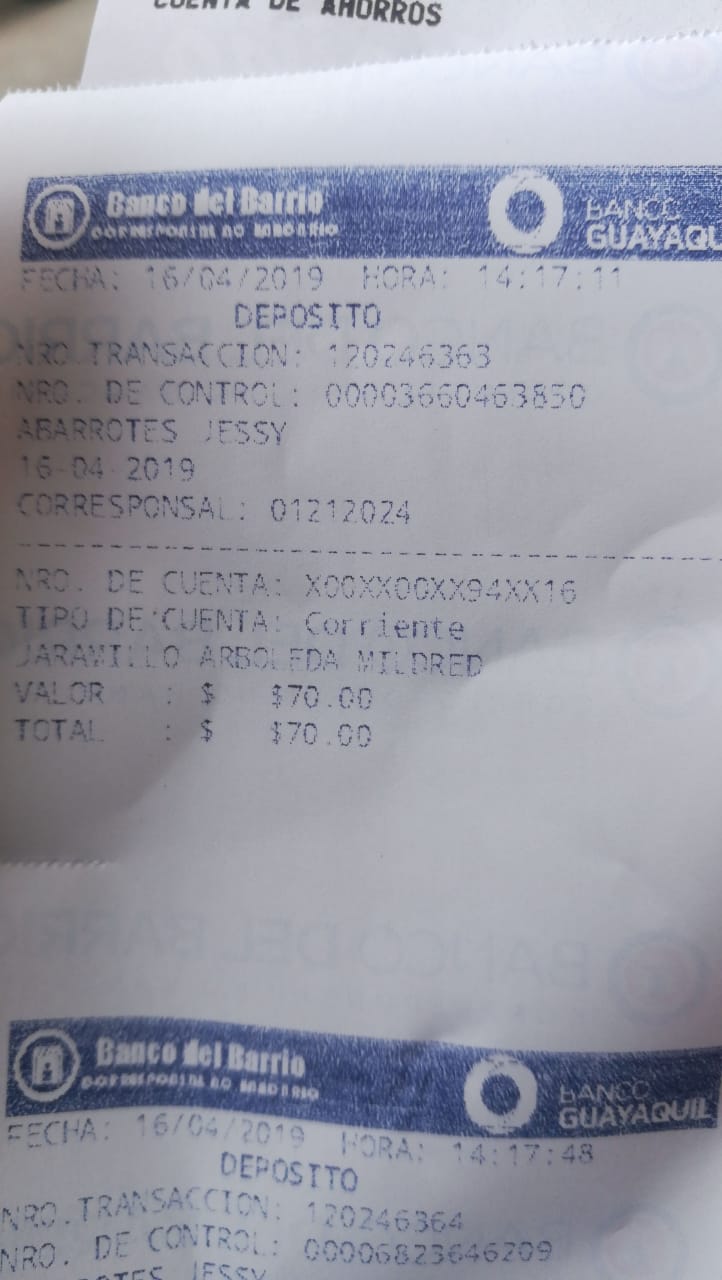 CUENTA DE AHORROS
Banco del Barrio
CORRESPONSAL NO BANCARIO
BANCO
GUAYAQU
FECHA: 16/04/2019 HORA: 14:17:11
DEPOSITO
NRO.TRANSACCION: 120246363
NRO. DE CONTROL: 00003660463850
ABARROTES JESSY
16-04-2019
CORRESPONSAL: 01212024
NRO. DE CUENTA: X00XX00XX94XX16
TIPO DE CUENTA: Corriente
JARAMILLO ARBOLEDA MILDRED
VALOR : $ $70.00
TOTAL : $ $70.00
BANCO DEL BARRIO
Banco del Barrio
CORRESPONSAL NO BANCARIO
BANCO
GUAYAQUIL
FECHA: 16/04/2019 HORA: 14:17:48
DEPOSITO
NRO.TRANSACCION: 120246364
NRO. DE CONTROL: 00006823646209
ABARROTES JESSY